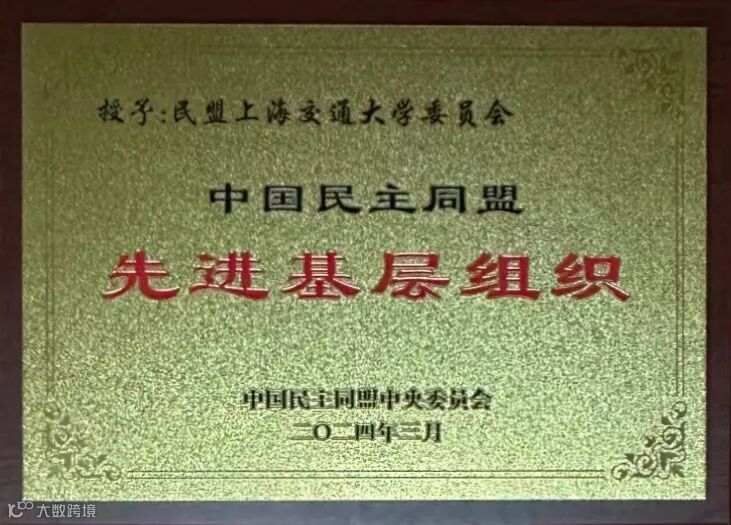 授予:民盟上海交通大学委员会
中国民主同盟
先进基层组织
中国民主同盟中央委员会
二〇二四年三月
大数跨境